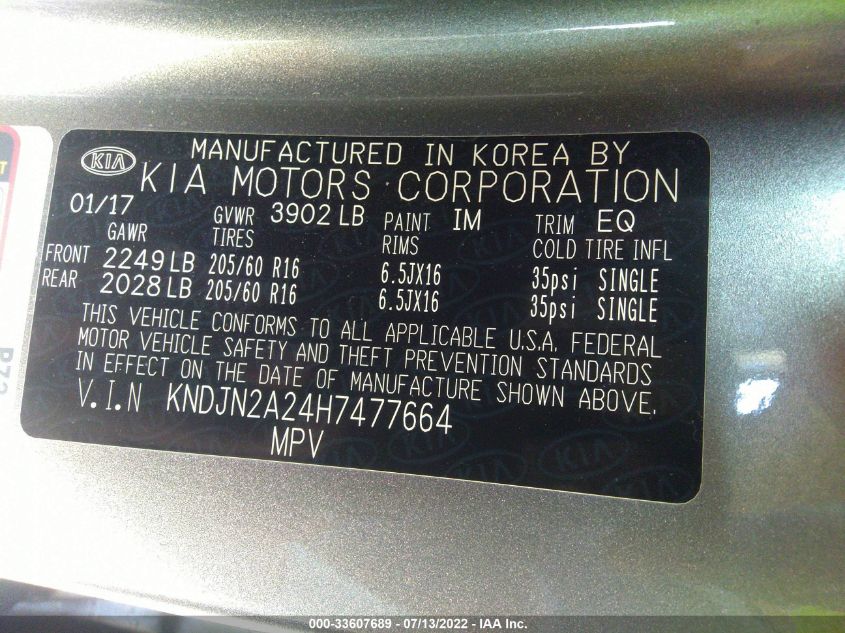 KIA MANUFACTURED IN KOREA BY
KIA MOTORS CORPORATION
01/17 GVWR 3902 LB PAINT IM TRIM EQ
GAWR TIRES RIMS COLD TIRE INFL
FRONT 2249 LB 205/60 R16 6.5JX16 35psi SINGLE
REAR 2028 LB 205/60 R16 6.5JX16 35psi SINGLE
THIS VEHICLE CONFORMS TO ALL APPLICABLE U.S.A. FEDERAL
MOTOR VEHICLE SAFETY AND THEFT PREVENTION STANDARDS
IN EFFECT ON THE DATE OF MANUFACTURE SHOWN ABOVE.
V.I.N KNDJN2A24H7477664
MPV
000-33607689 - 07/13/2022 - IAA Inc.